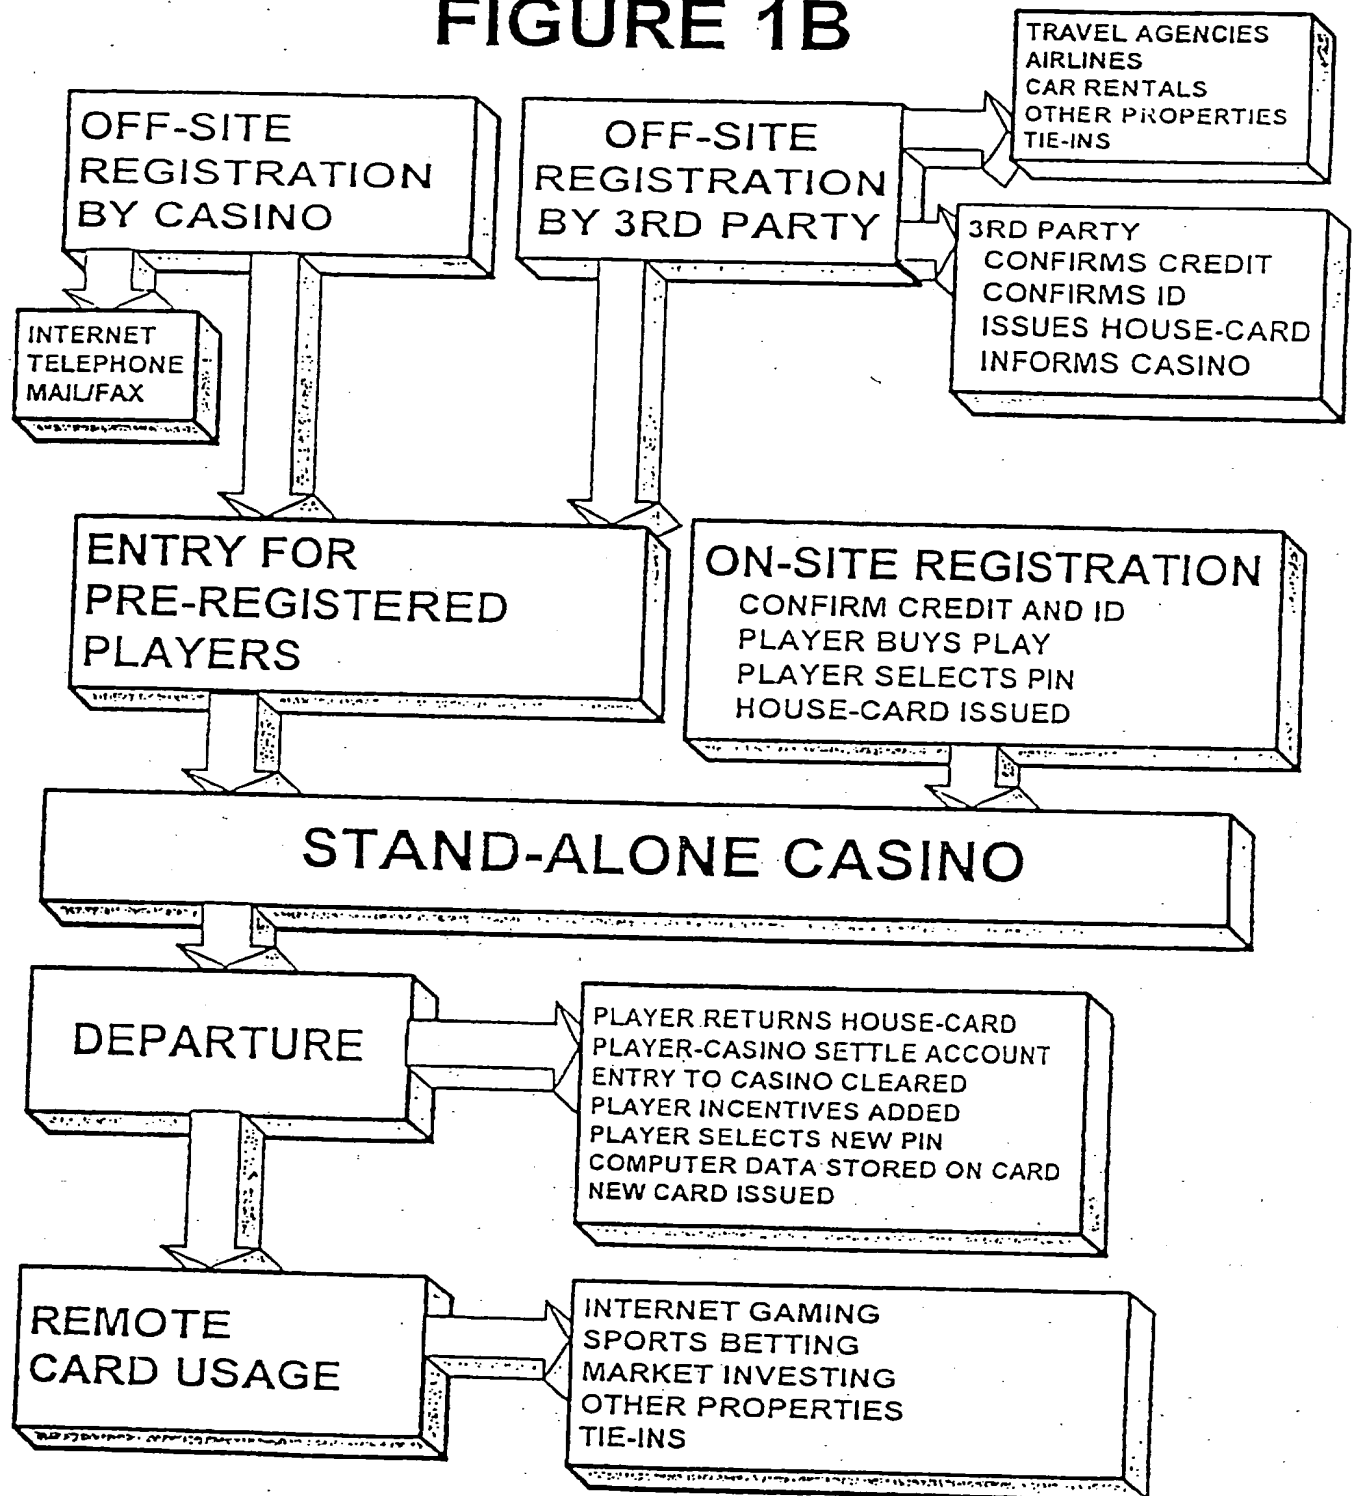 FIGURE 1B
TRAVEL AGENCIES
AIRLINES
CAR RENTALS
OTHER PROPERTIES
TIE-INS
OFF-SITE
REGISTRATION
BY CASINO
OFF-SITE
REGISTRATION
BY 3RD PARTY
3RD PARTY
CONFIRMS CREDIT
CONFIRMS ID
ISSUES HOUSE-CARD
INFORMS CASINO
INTERNET
TELEPHONE
MAIL/FAX
ENTRY FOR
PRE-REGISTERED
PLAYERS
ON-SITE REGISTRATION
CONFIRM CREDIT AND ID
PLAYER BUYS PLAY
PLAYER SELECTS PIN
HOUSE-CARD ISSUED
STAND-ALONE CASINO
DEPARTURE
PLAYER RETURNS HOUSE-CARD
PLAYER-CASINO SETTLE ACCOUNT
ENTRY TO CASINO CLEARED
PLAYER INCENTIVES ADDED
PLAYER SELECTS NEW PIN
COMPUTER DATA STORED ON CARD
NEW CARD ISSUED
REMOTE
CARD USAGE
INTERNET GAMING
SPORTS BETTING
MARKET INVESTING
OTHER PROPERTIES
TIE-INS